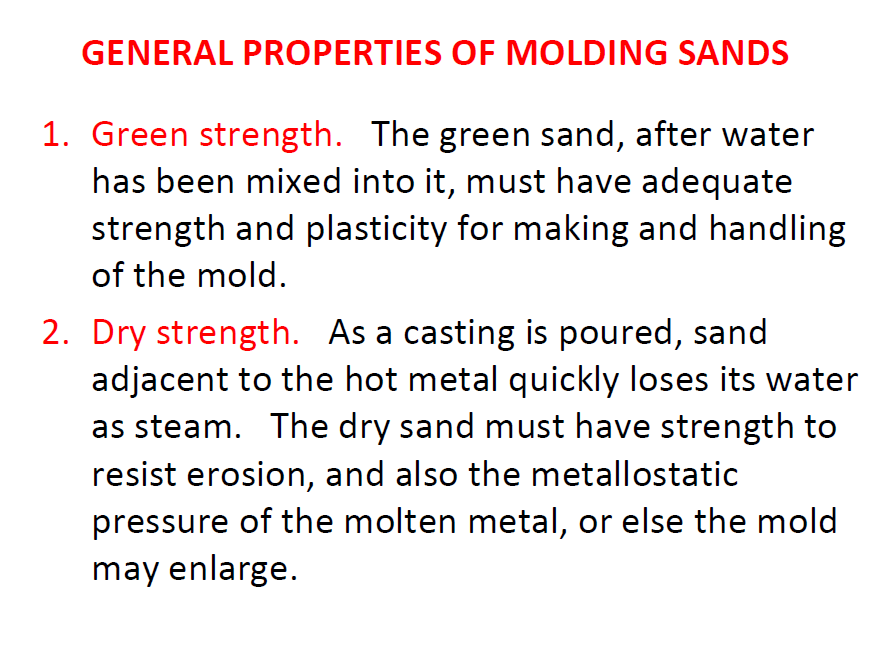 GENERAL PROPERTIES OF MOLDING SANDS
1. Green strength. The green sand, after water
has been mixed into it, must have adequate
strength and plasticity for making and handling
of the mold.
2. Dry strength. As a casting is poured, sand
adjacent to the hot metal quickly loses its water
as steam. The dry sand must have strength to
resist erosion, and also the metallostatic
pressure of the molten metal, or else the mold
may enlarge.